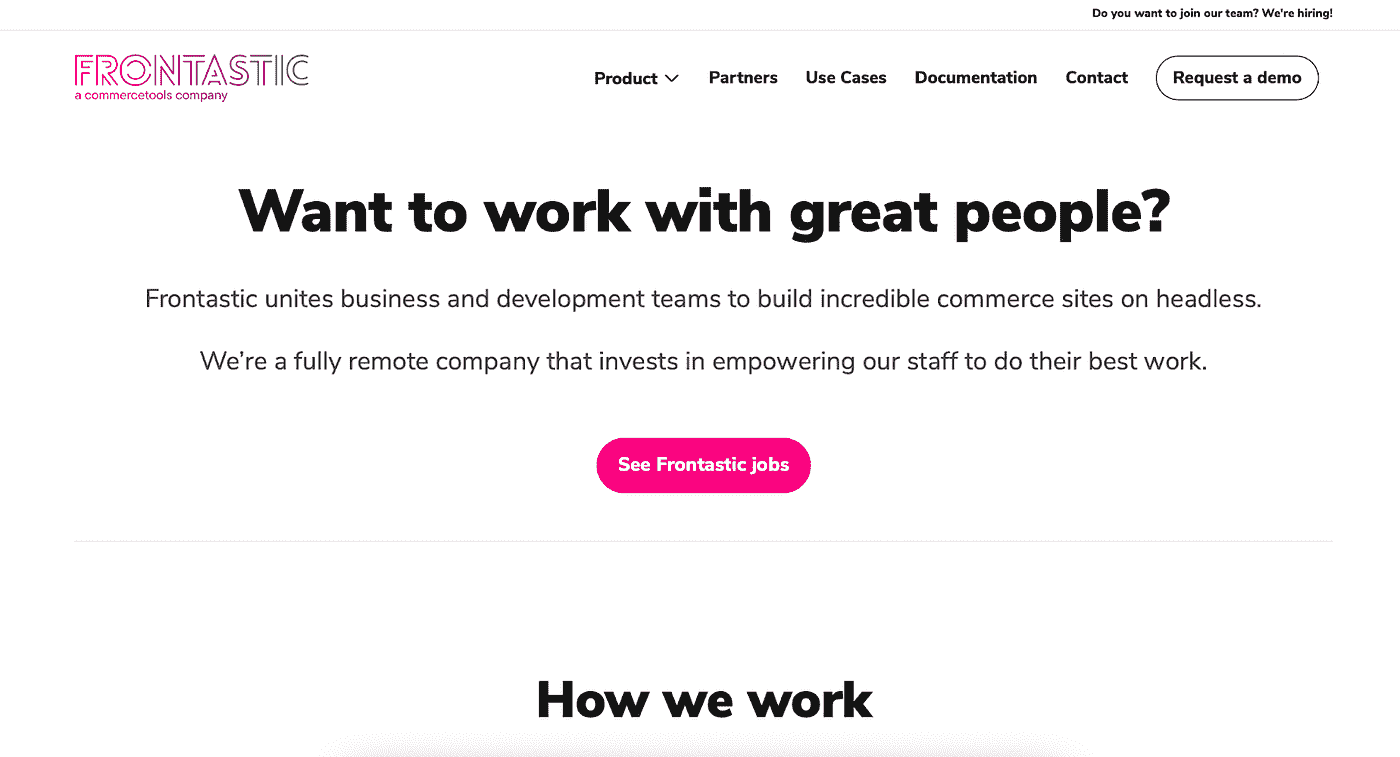 Do you want to join our team? We're hiring!
FRONTASTIC
a commercetools company
Product
Partners
Use Cases
Documentation
Contact
Request a demo
Want to work with great people?
Frontastic unites business and development teams to build incredible commerce sites on headless.
We’re a fully remote company that invests in empowering our staff to do their best work.
See Frontastic jobs
How we work